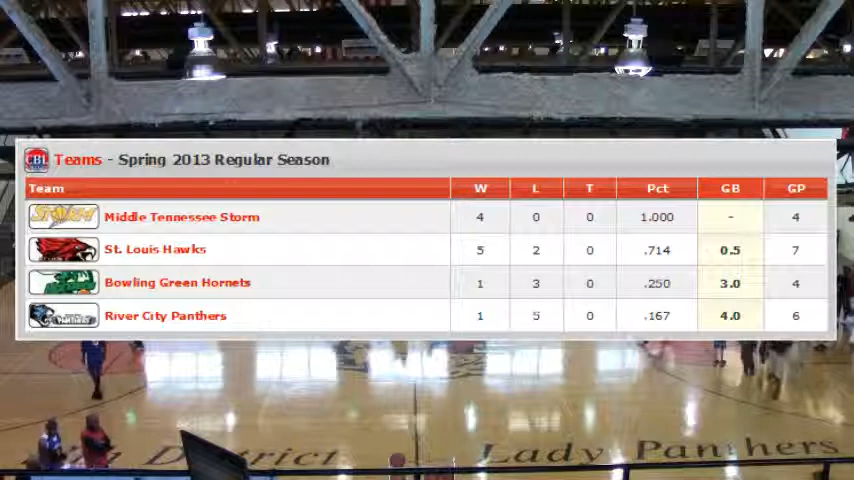 CBL Teams - Spring 2013 Regular Season
Team W L T Pct GB GP
STORM Middle Tennessee Storm 4 0 0 1.000 - 4
St. Louis Hawks 5 2 0 .714 0.5 7
Bowling Green Hornets 1 3 0 .250 3.0 4
PANTHERS River City Panthers 1 5 0 .167 4.0 6
District Lady Panthers